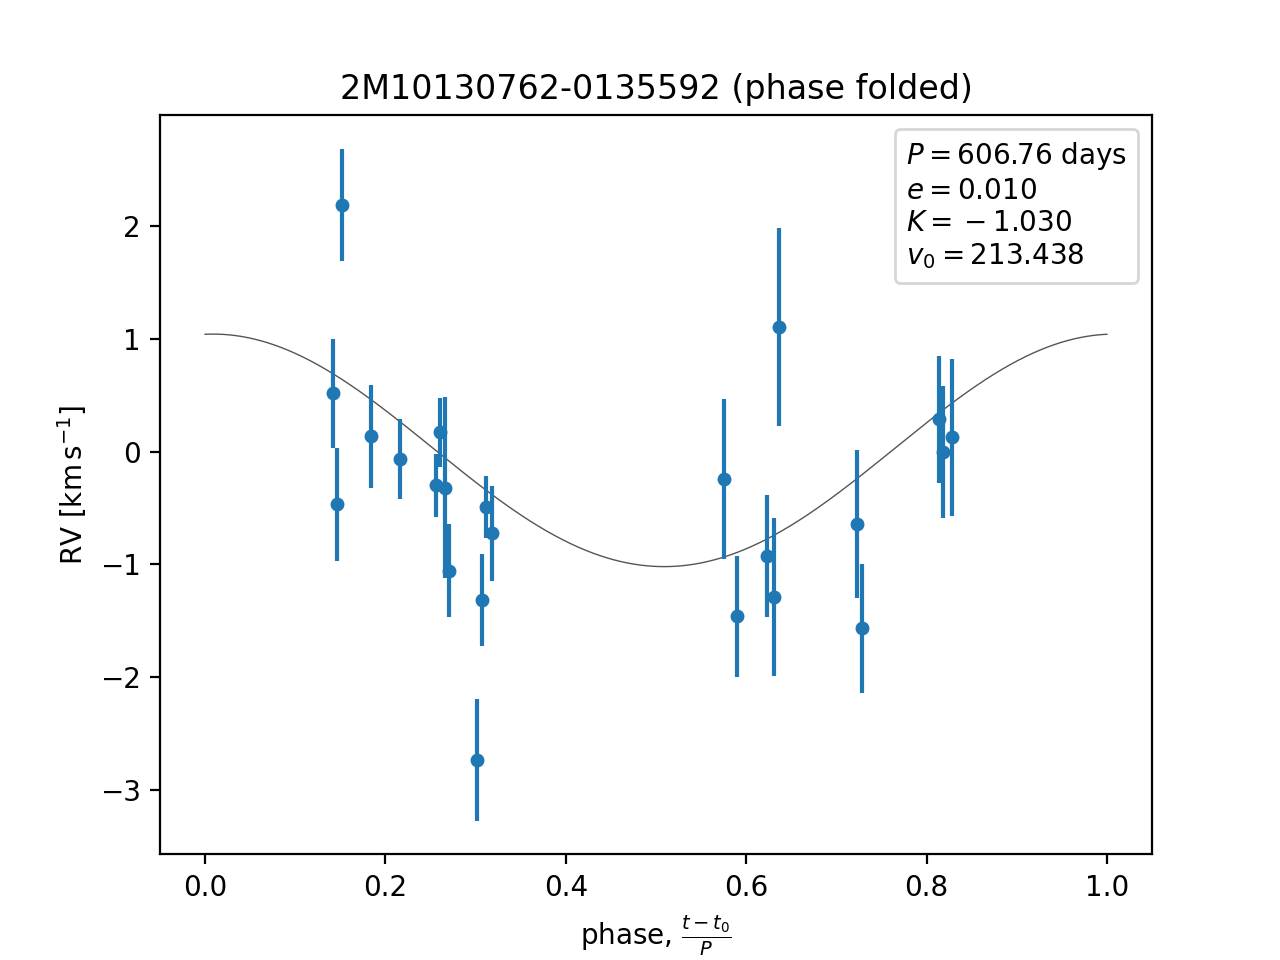 2M10130762-0135592 (phase folded)
P = 606.76 days
e = 0.010
K = −1.030
v₀ = 213.438
RV [km s⁻¹]
2
1
0
−1
−2
−3
0.0 0.2 0.4 0.6 0.8 1.0
phase, (t − t₀)/P